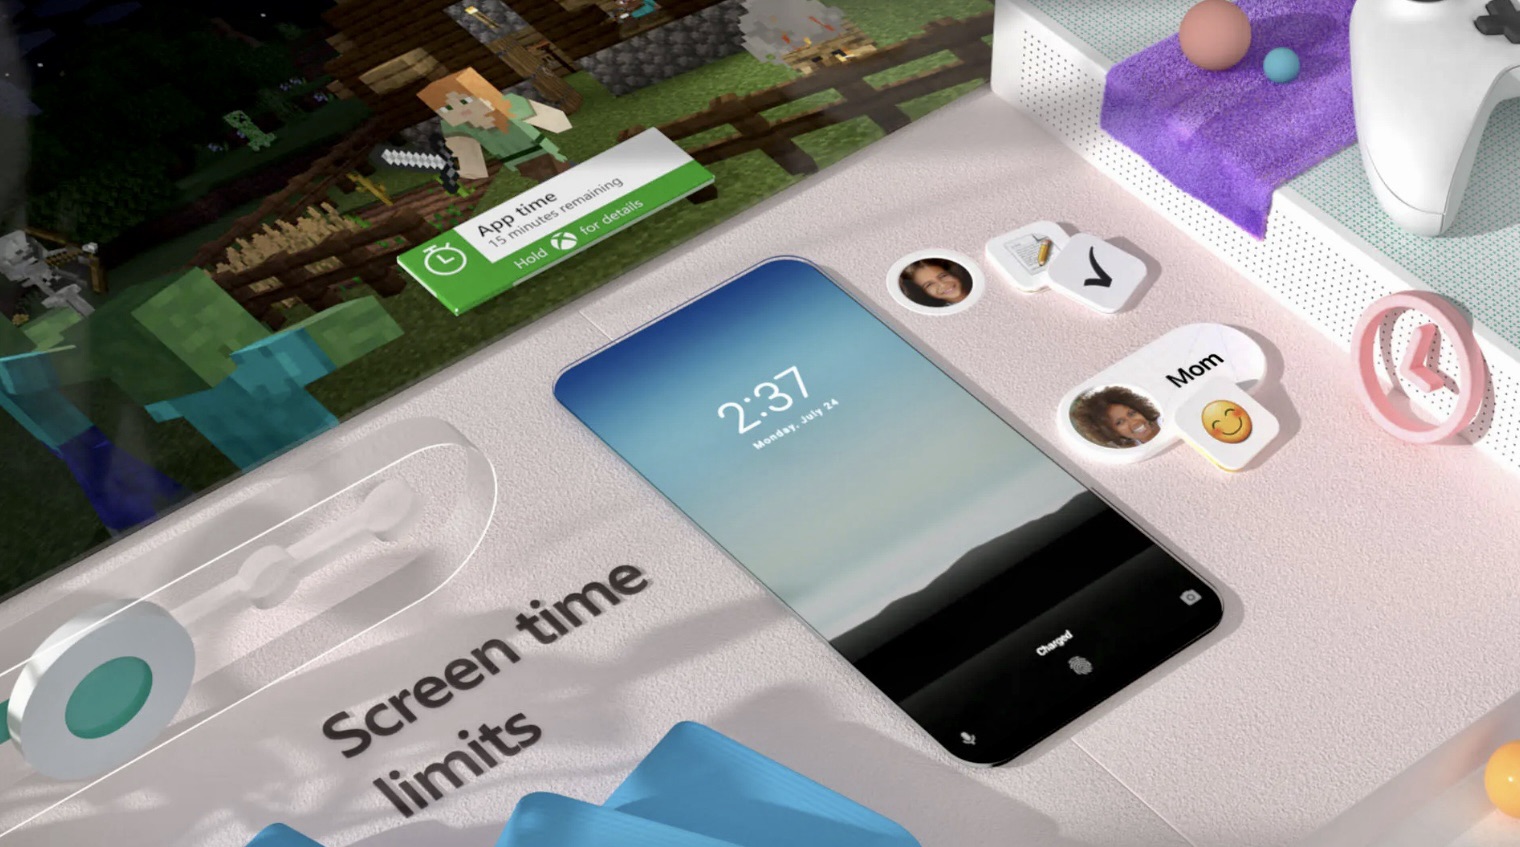 App time
15 minutes remaining
Hold for details
2:37
Monday, July 24
Mom
Screen time
limits
Charged